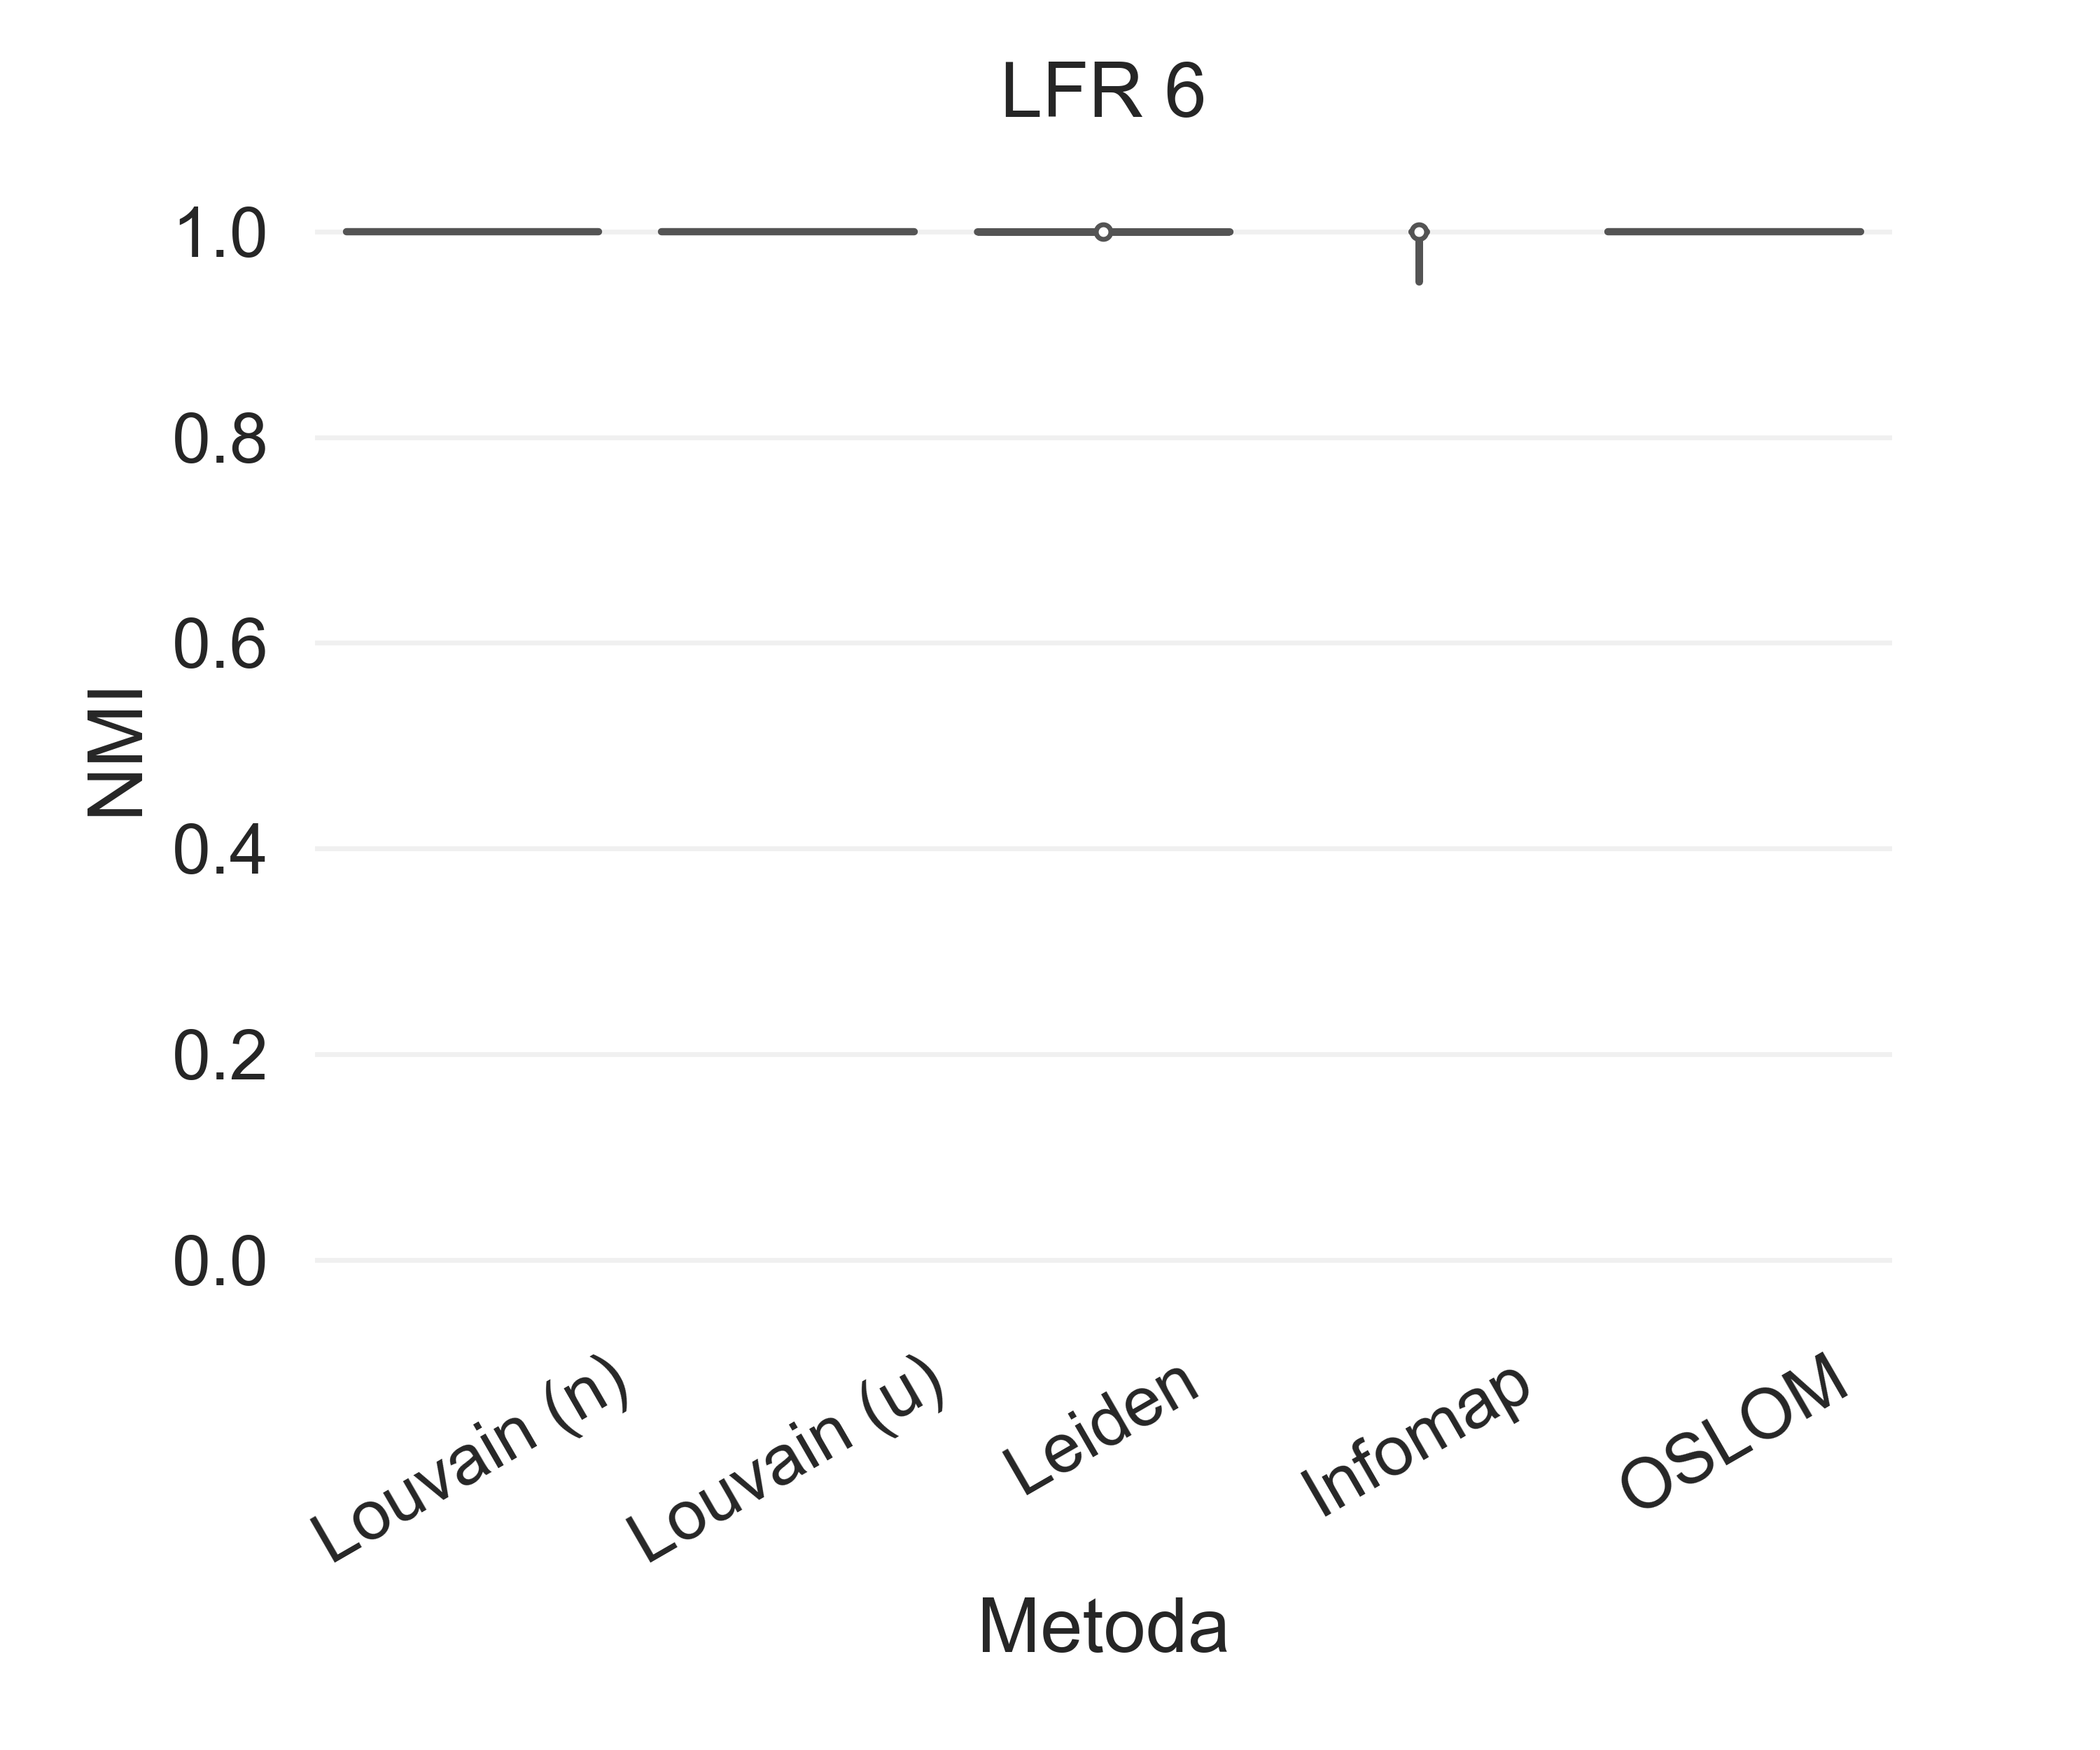 LFR 6
1.0
0.8
0.6
0.4
0.2
0.0
NMI
Louvain (n)
Louvain (u)
Leiden
Infomap
OSLOM
Metoda